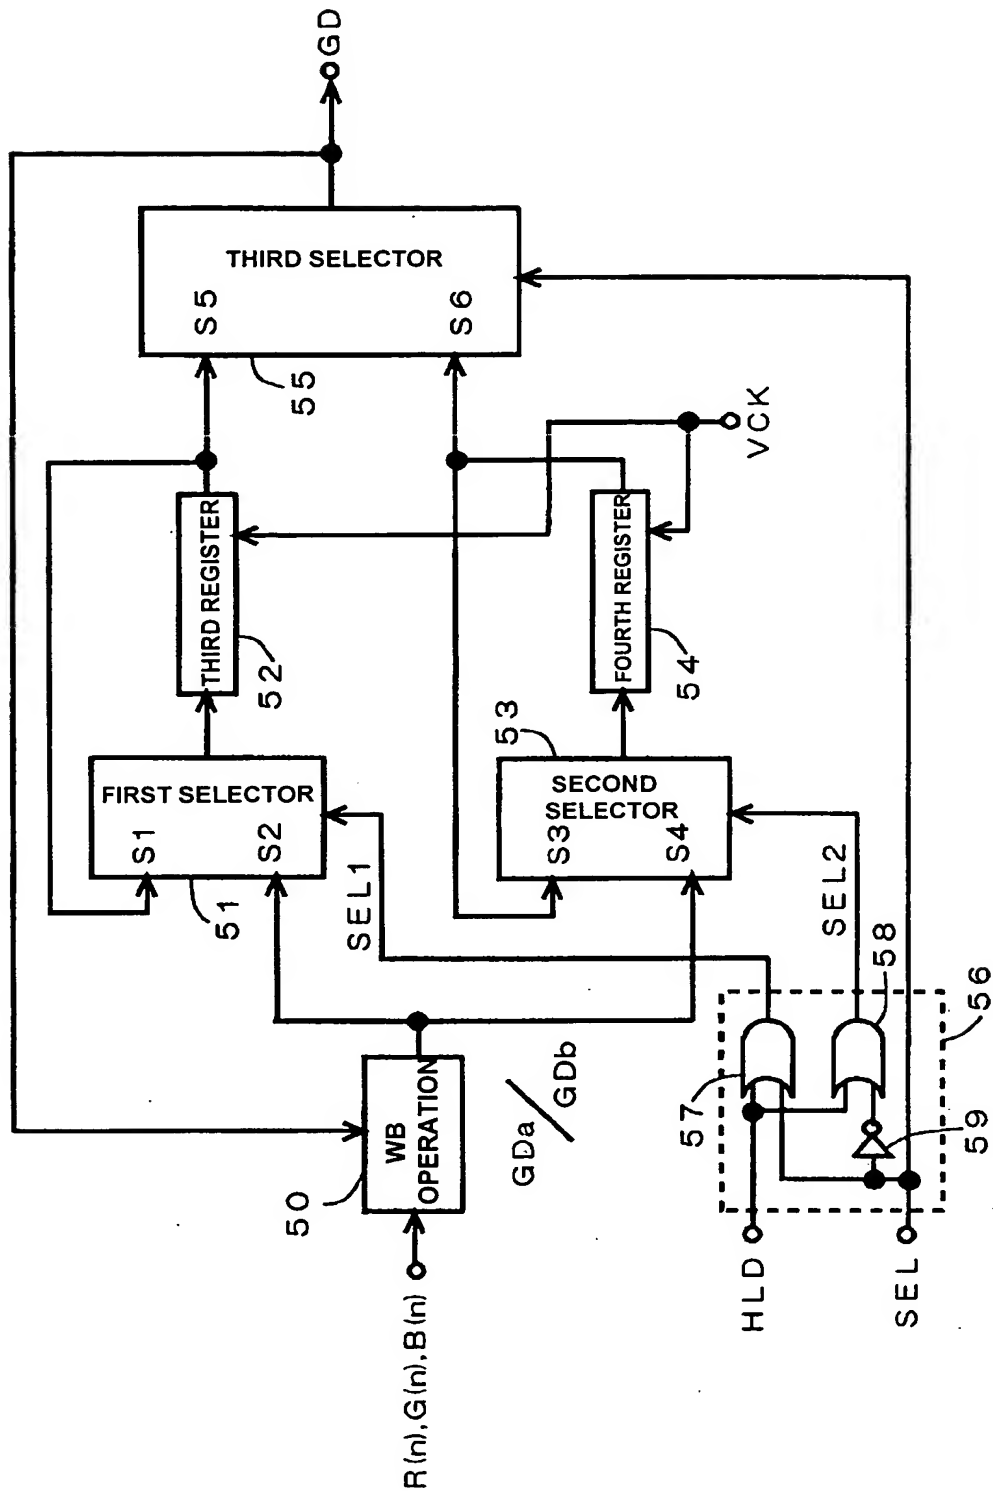 GD
THIRD SELECTOR
S5
S6
55
VCK
THIRD REGISTER
52
FOURTH REGISTER
54
FIRST SELECTOR
S1
S2
51
SEL1
53
SECOND
SELECTOR
S3
S4
SEL2
WB
OPERATION
50
GDa
GDb
57
58
56
59
HLD
SEL
R(n),G(n),B(n)